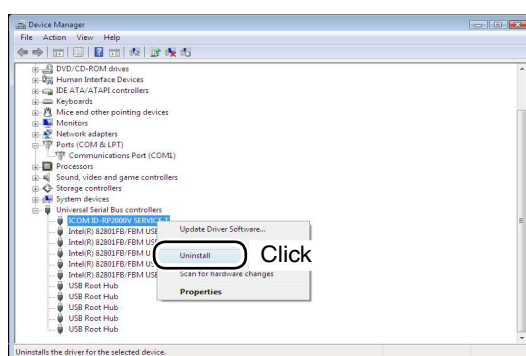 Device Manager
File Action View Help
DVD/CD-ROM drives
Human Interface Devices
IDE ATA/ATAPI controllers
Keyboards
Mice and other pointing devices
Monitors
Network adapters
Ports (COM & LPT)
Communications Port (COM1)
Processors
Sound, video and game controllers
Storage controllers
System devices
Universal Serial Bus controllers
ICOM ID-RP2000V SERVICE
Intel(R) 82801FB/FBM USB
Intel(R) 82801FB/FBM
Intel(R) 82801FB/FBM
Intel(R) 82801FB/FBM
Intel(R) 82801FB/FBM USB
USB Root Hub
USB Root Hub
USB Root Hub
USB Root Hub
USB Root Hub
Update Driver Software...
Uninstall
Click
Scan for hardware changes
Properties
Uninstalls the driver for the selected device.